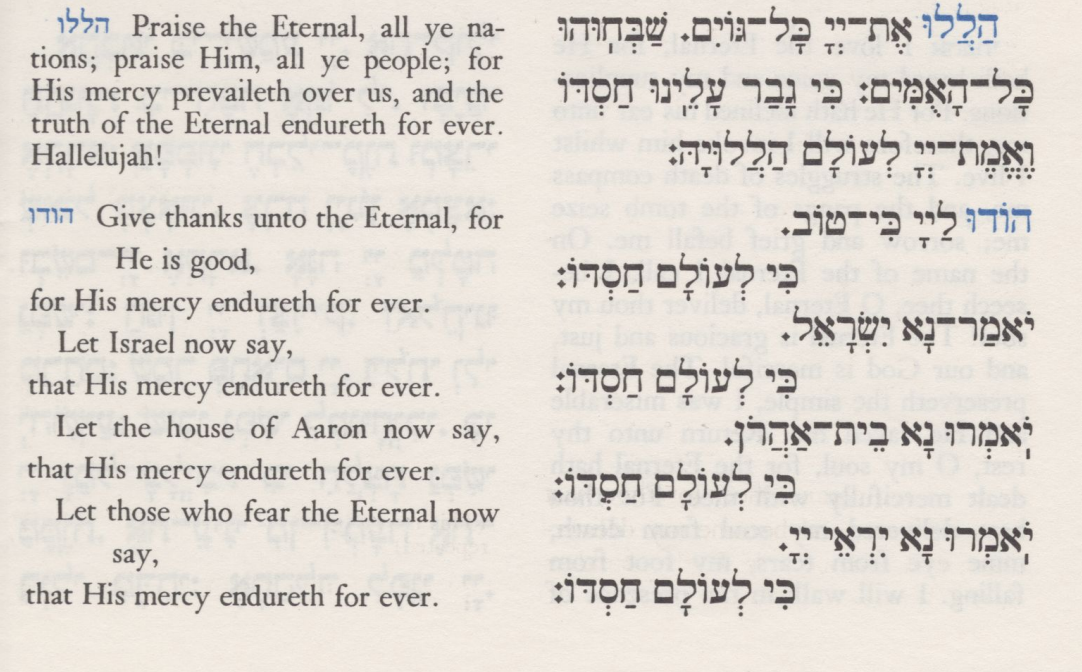 הללו Praise the Eternal, all ye na-
tions; praise Him, all ye people; for
His mercy prevaileth over us, and the
truth of the Eternal endureth for ever.
Hallelujah!
הודו Give thanks unto the Eternal, for
He is good,
for His mercy endureth for ever.
Let Israel now say,
that His mercy endureth for ever.
Let the house of Aaron now say,
that His mercy endureth for ever.
Let those who fear the Eternal now
say,
that His mercy endureth for ever.
הַלְלוּ אֶת־יְיָ כָּל־גּוֹיִם. שַׁבְּחוּהוּ
כָּל־הָאֻמִּים: כִּי גָבַר עָלֵינוּ חַסְדּוֹ
וֶאֱמֶת־יְיָ לְעוֹלָם הַלְלוּיָהּ:
הוֹדוּ לַייָ כִּי־טוֹב.
כִּי לְעוֹלָם חַסְדּוֹ:
יֹאמַר־נָא יִשְׂרָאֵל.
כִּי לְעוֹלָם חַסְדּוֹ:
יֹאמְרוּ־נָא בֵית־אַהֲרֹן.
כִּי לְעוֹלָם חַסְדּוֹ:
יֹאמְרוּ־נָא יִרְאֵי יְיָ.
כִּי לְעוֹלָם חַסְדּוֹ: